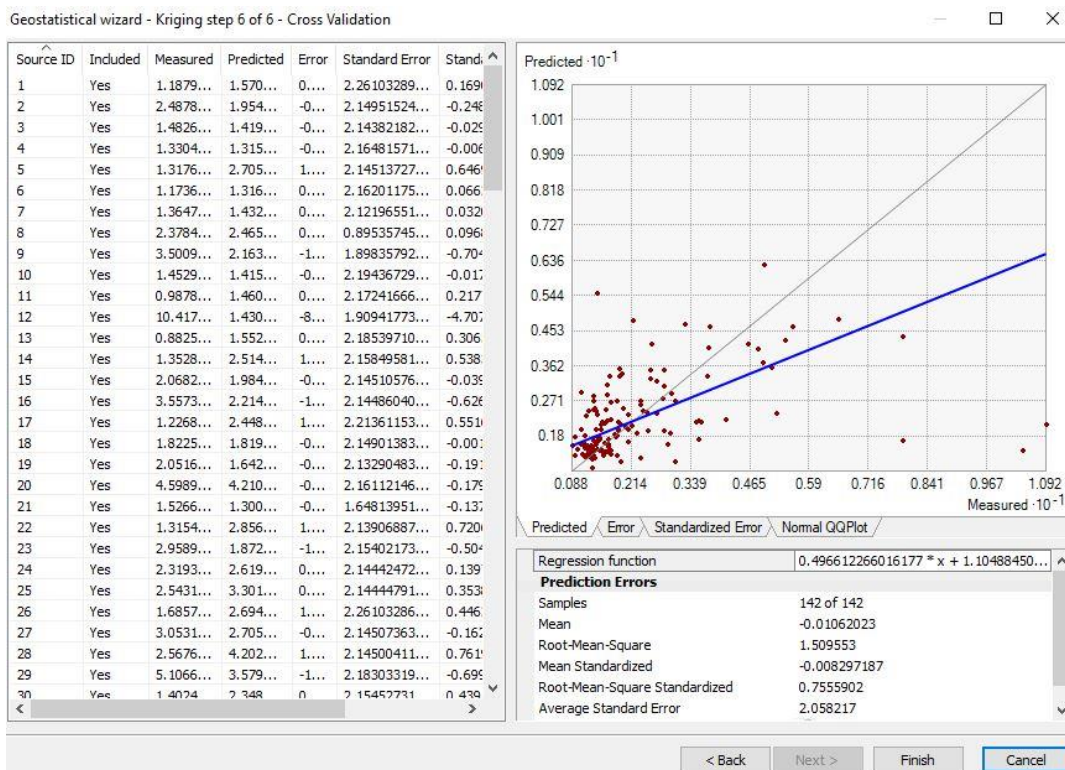 Geostatistical wizard - Kriging step 6 of 6 - Cross Validation
Source ID Included Measured Predicted Error Standard Error Standa
1 Yes 1.1879... 1.570... 0.... 2.26103289... 0.1690
2 Yes 2.4878... 1.954... -0... 2.14951524... -0.248
3 Yes 1.4826... 1.419... -0... 2.14382182... -0.029
4 Yes 1.3304... 1.315... -0... 2.16481571... -0.006
5 Yes 1.3176... 2.705... 1.... 2.14513727... 0.6469
6 Yes 1.1736... 1.316... 0.... 2.16201175... 0.066
7 Yes 1.3647... 1.432... 0.... 2.12196551... 0.0320
8 Yes 2.3784... 2.465... 0.... 0.89535745... 0.0968
9 Yes 3.5009... 2.163... -1... 1.89835792... -0.704
10 Yes 1.4529... 1.415... -0... 2.19436729... -0.017
11 Yes 0.9878... 1.460... 0.... 2.17241666... 0.217
12 Yes 10.417... 1.430... -8... 1.90941773... -4.707
13 Yes 0.8825... 1.552... 0.... 2.18539710... 0.306
14 Yes 1.3528... 2.514... 1.... 2.15849581... 0.538
15 Yes 2.0682... 1.984... -0... 2.14510576... -0.039
16 Yes 3.5573... 2.214... -1... 2.14486040... -0.626
17 Yes 1.2268... 2.448... 1.... 2.21361153... 0.551
18 Yes 1.8225... 1.819... -0... 2.14901383... -0.001
19 Yes 2.0516... 1.642... -0... 2.13290483... -0.191
20 Yes 4.5989... 4.210... -0... 2.16112146... -0.179
21 Yes 1.5266... 1.300... -0... 1.64813951... -0.137
22 Yes 1.3154... 2.856... 1.... 2.13906887... 0.7206
23 Yes 2.9589... 1.872... -1... 2.15402173... -0.504
24 Yes 2.3193... 2.619... 0.... 2.14442472... 0.139
25 Yes 2.5431... 3.301... 0.... 2.14444791... 0.3538
26 Yes 1.6857... 2.694... 1.... 2.26103286... 0.446
27 Yes 3.0531... 2.705... -0... 2.14507363... -0.162
28 Yes 2.5676... 4.202... 1.... 2.14500411... 0.761
29 Yes 5.1066... 3.579... -1... 2.18303319... -0.699
30 Yes 1.4024 2.348 0 2.15452731 0.439
Predicted ·10⁻¹
1.092
1.001
0.909
0.818
0.727
0.636
0.544
0.453
0.362
0.271
0.18
0.088 0.214 0.339 0.465 0.59 0.716 0.841 0.967 1.092
Measured ·10⁻¹
Predicted Error Standardized Error Normal QQPlot
Regression function 0.496612266016177 * x + 1.10488450...
Prediction Errors
Samples 142 of 142
Mean -0.01062023
Root-Mean-Square 1.509553
Mean Standardized -0.008297187
Root-Mean-Square Standardized 0.7555902
Average Standard Error 2.058217
< Back Next > Finish Cancel